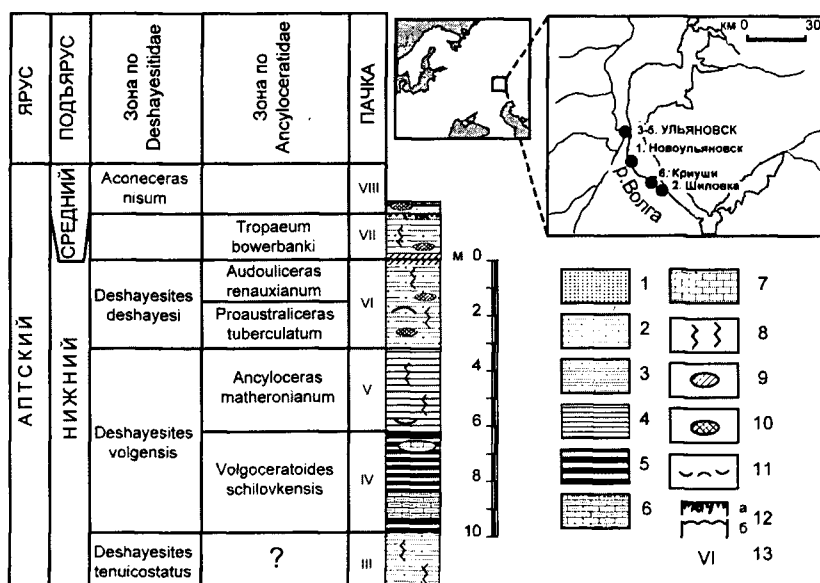 ЯРУС
ПОДЪЯРУС
Зона по
Deshayesitidae
Зона по
Ancyloceratidae
ПАЧКА
АПТСКИЙ
СРЕДНИЙ
НИЖНИЙ
Aconeceras
nisum
VIII
Tropaeum
bowerbanki
VII
Deshayesites
deshayesi
Audouliceras
renauxianum
Proaustraliceras
tuberculatum
VI
Deshayesites
volgensis
Ancyloceras
matheronianum
V
Volgoceratoides
schilovkensis
IV
Deshayesites
tenuicostatus
?
III
м 0
2
4
6
8
10
км 0 30
3-5. УЛЬЯНОВСК
1. Новоульяновск
6. Криуши
2. Шиловка
р. Волга
1
2
3
4
5
6
7
8
9
10
11
а
б
12
VI
13